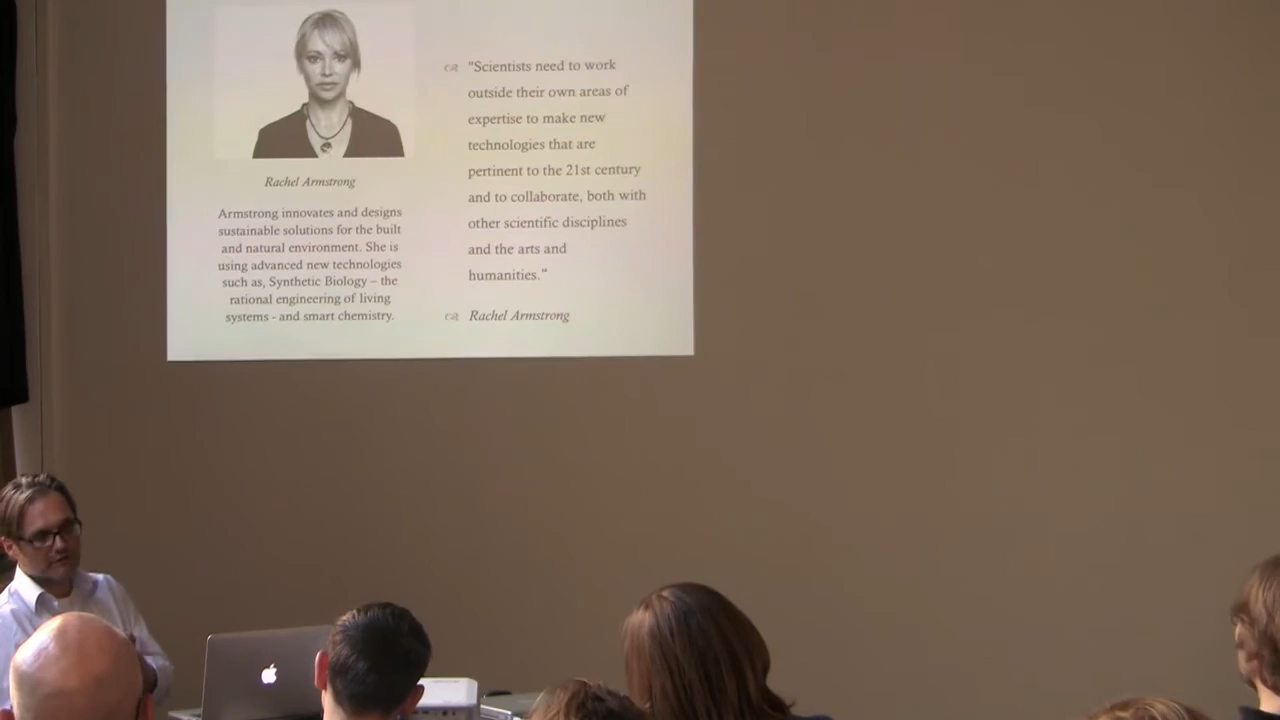 Rachel Armstrong
Armstrong innovates and designs
sustainable solutions for the built
and natural environment. She is
using advanced new technologies
such as, Synthetic Biology – the
rational engineering of living
systems - and smart chemistry.
"Scientists need to work
outside their own areas of
expertise to make new
technologies that are
pertinent to the 21st century
and to collaborate, both with
other scientific disciplines
and the arts and
humanities."
Rachel Armstrong